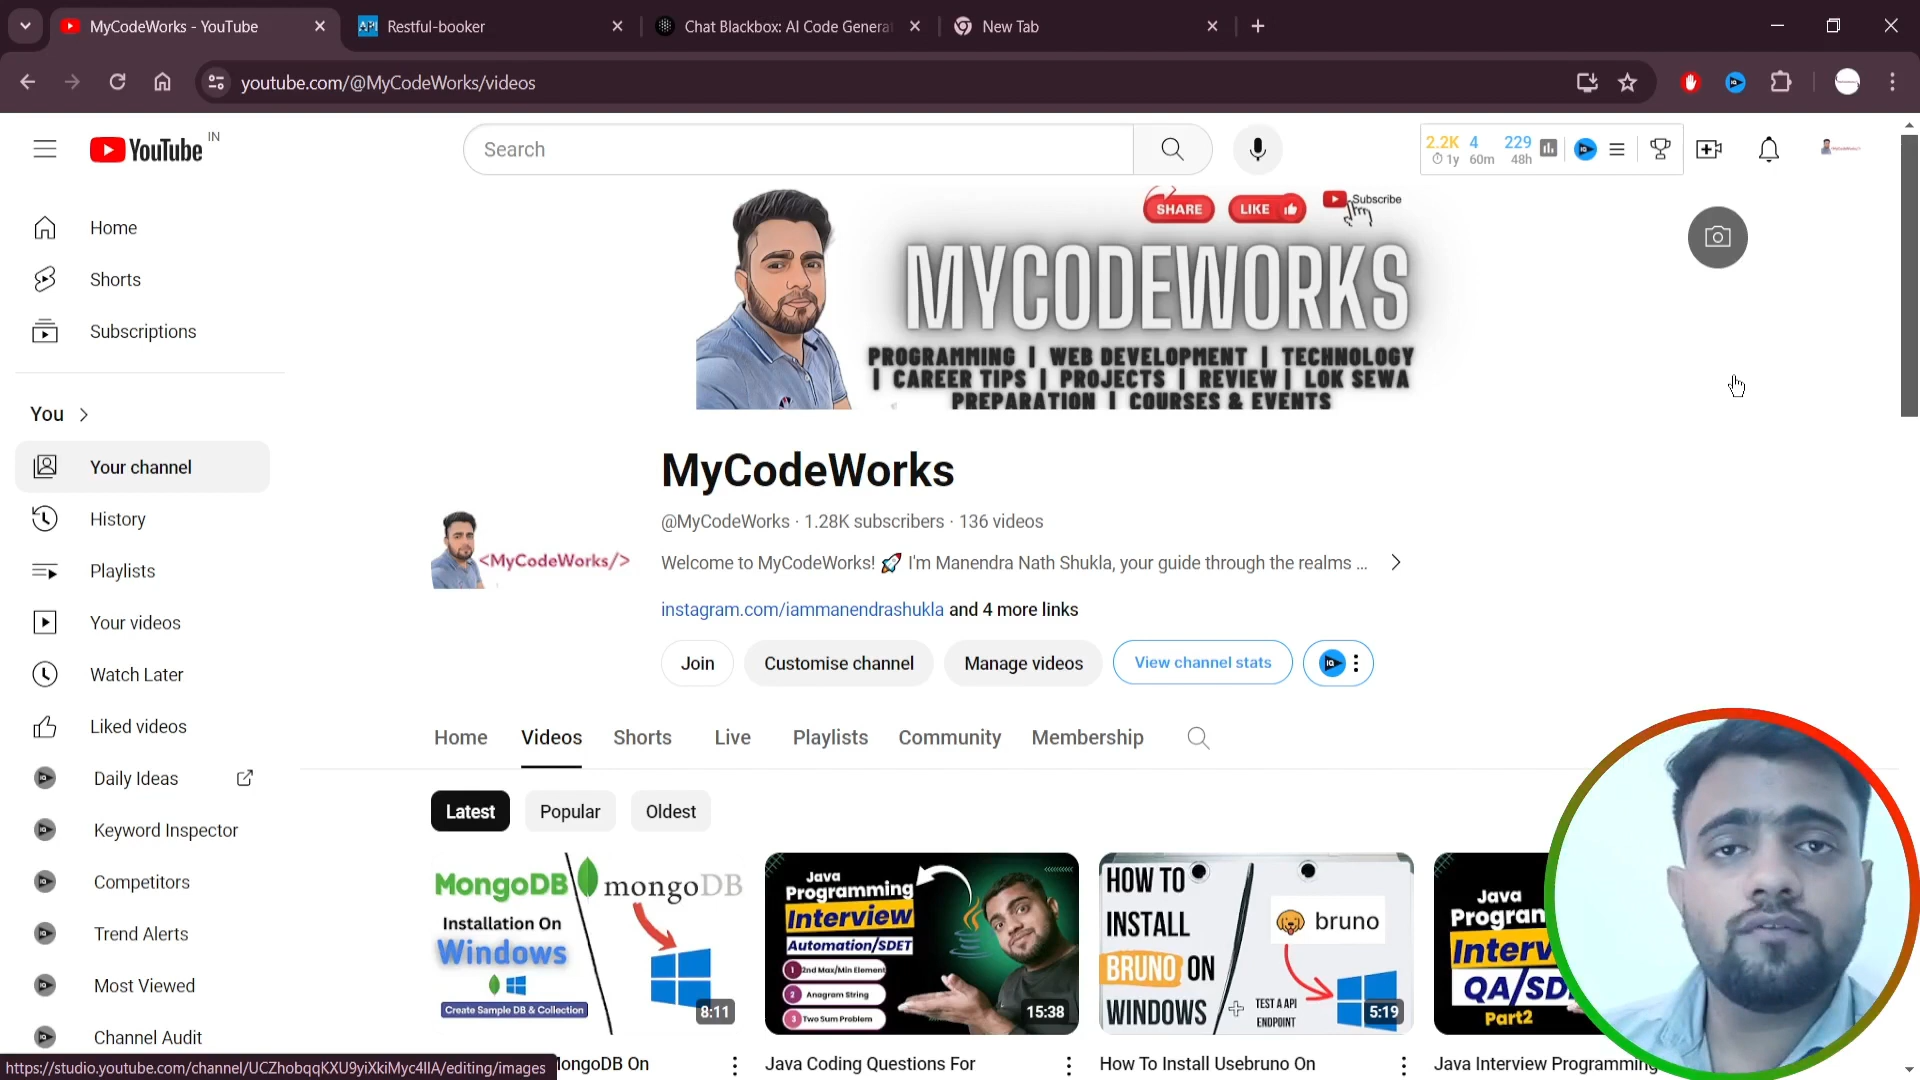 MyCodeWorks - YouTube
Restful-booker
Chat Blackbox: AI Code Generat
New Tab
youtube.com/@MyCodeWorks/videos
YouTube IN
Search
2.2K 4 229
1y 60m 48h
Home
Shorts
Subscriptions
You
Your channel
History
Playlists
Your videos
Watch Later
Liked videos
Daily Ideas
Keyword Inspector
Competitors
Trend Alerts
Most Viewed
Channel Audit
SHARE LIKE Subscribe
MYCODEWORKS
PROGRAMMING | WEB DEVELOPMENT | TECHNOLOGY
| CAREER TIPS | PROJECTS | REVIEW | LOK SEWA
PREPARATION | COURSES & EVENTS
<MyCodeWorks/>
MyCodeWorks
@MyCodeWorks · 1.28K subscribers · 136 videos
Welcome to MyCodeWorks! 🚀 I'm Manendra Nath Shukla, your guide through the realms ...
instagram.com/iammanendrashukla and 4 more links
Join
Customise channel
Manage videos
View channel stats
Home
Videos
Shorts
Live
Playlists
Community
Membership
Latest
Popular
Oldest
MongoDB
Installation On
Windows
Create Sample DB & Collection
mongoDB
8:11
Java
Programming
Interview
Automation/SDET
1 2nd Max/Min Element
2 Anagram String
3 Two Sum Problem
15:38
HOW TO
INSTALL
BRUNO ON
WINDOWS
bruno
TEST A API
ENDPOINT
5:19
Java
Program
Interv
QA/SD
Part2
MongoDB On
Java Coding Questions For
How To Install Usebruno On
Java Interview Programming
https://studio.youtube.com/channel/UCZhobqqKXU9yiXkiMyc4IIA/editing/images